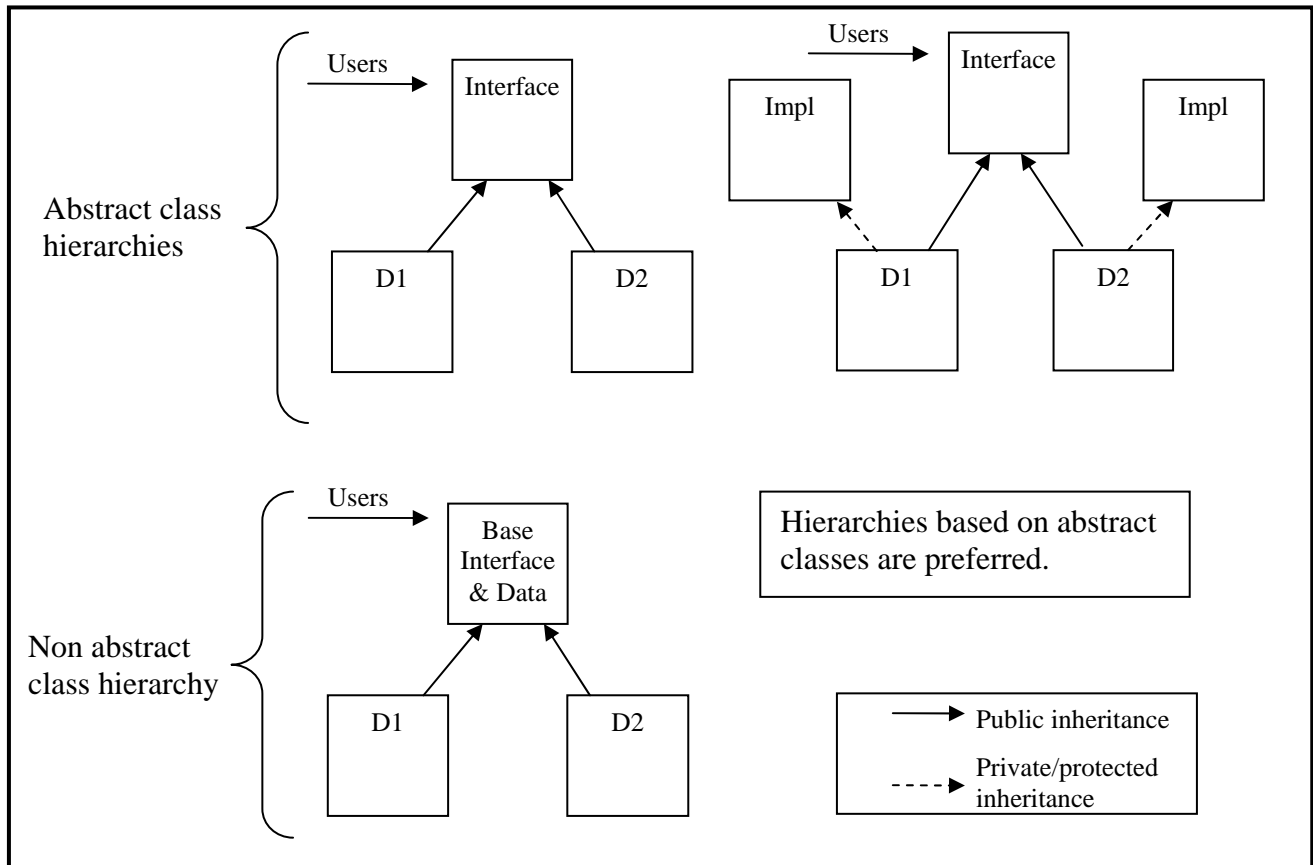 Users
Interface
D1
D2
Users
Interface
Impl
Impl
D1
D2
Abstract class
hierarchies
Users
Base
Interface
& Data
D1
D2
Non abstract
class hierarchy
Hierarchies based on abstract
classes are preferred.
Public inheritance
Private/protected
inheritance